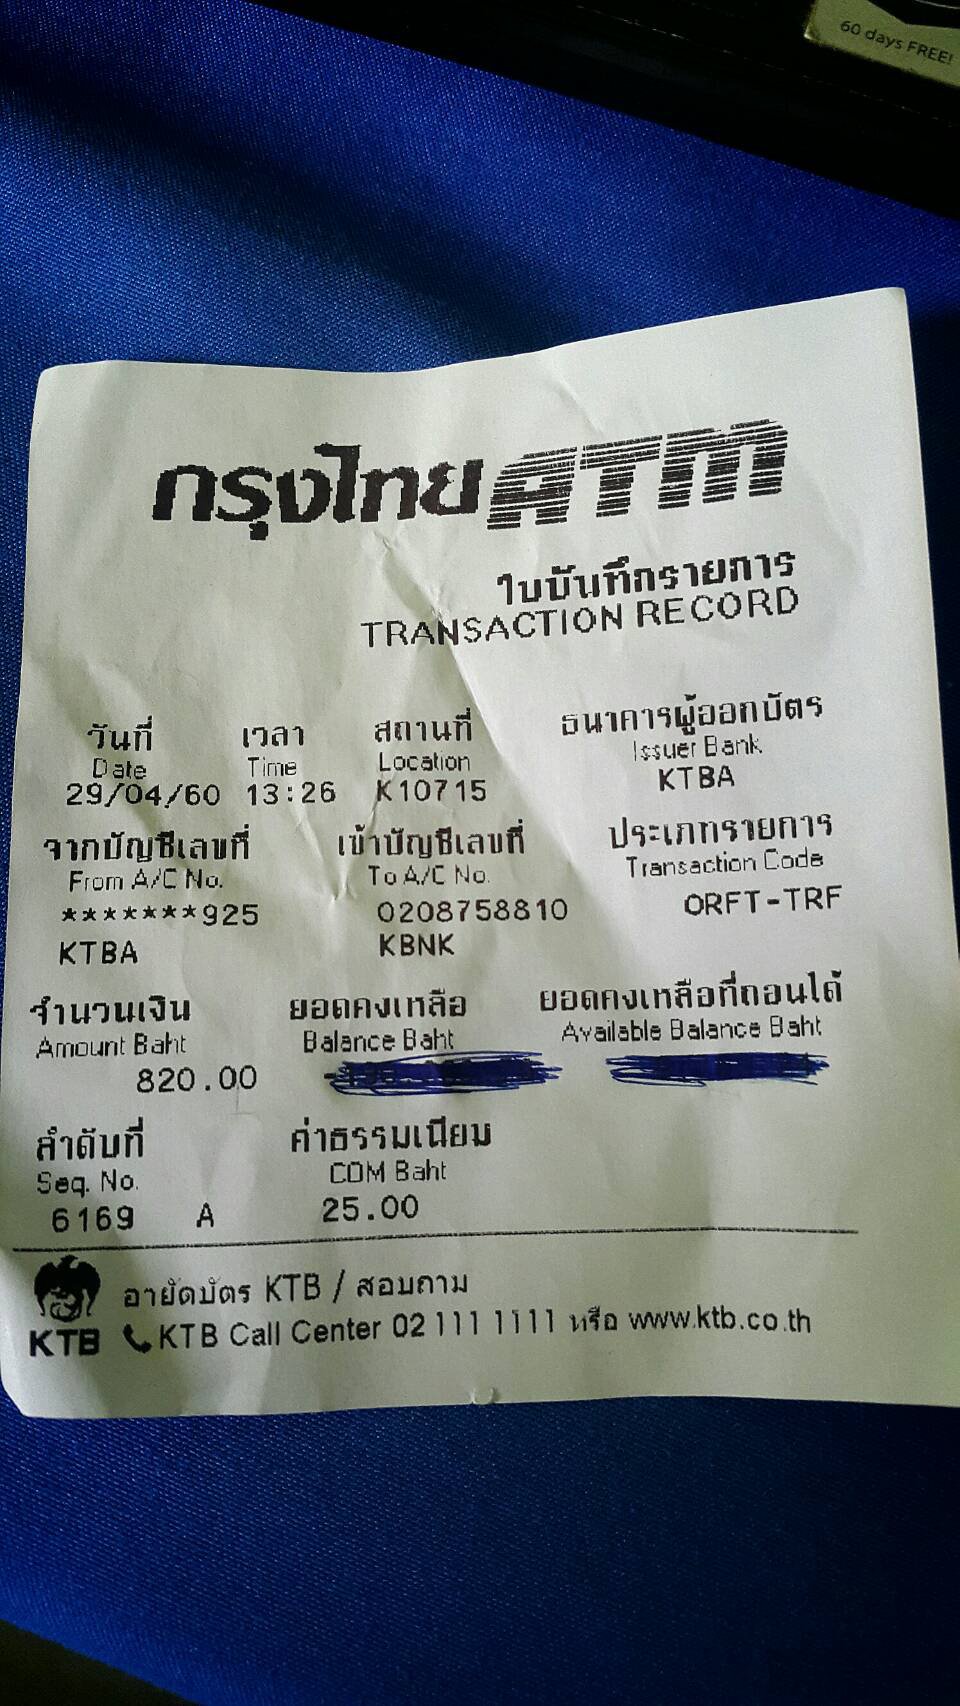 60 days FREE!
กรุงไทย ATM
ใบบันทึกรายการ
TRANSACTION RECORD
วันที่ เวลา สถานที่ ธนาคารผู้ออกบัตร
Date Time Location Issuer Bank
29/04/60 13:26 K10715 KTBA
จากบัญชีเลขที่ เข้าบัญชีเลขที่ ประเภทรายการ
From A/C No. To A/C No. Transaction Code
*******925 0208758810 ORFT-TRF
KTBA KBNK
จำนวนเงิน ยอดคงเหลือ ยอดคงเหลือที่ถอนได้
Amount Baht Balance Baht Available Balance Baht
820.00
ลำดับที่ ค่าธรรมเนียม
Seq. No. COM Baht
6169 A 25.00
อายัดบัตร KTB / สอบถาม
KTB KTB Call Center 02 111 1111 หรือ www.ktb.co.th